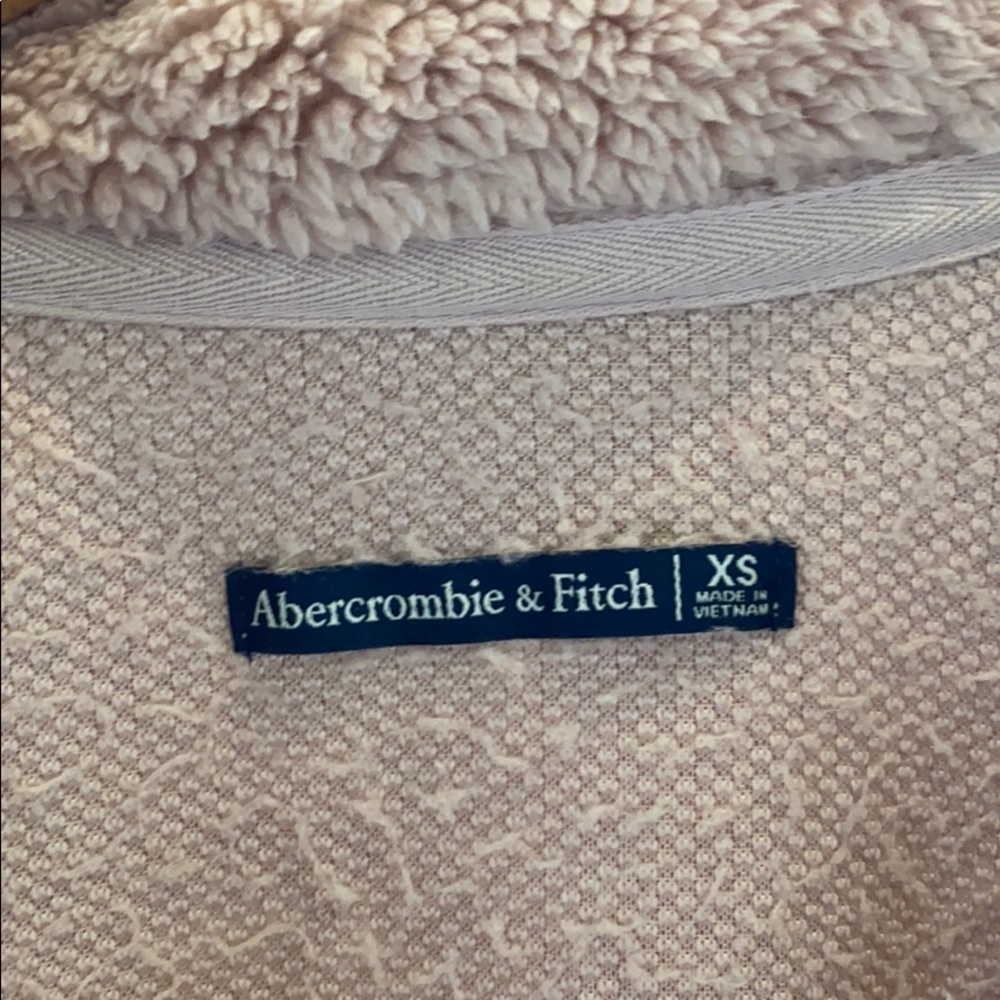 Abercrombie & Fitch
XS
MADE IN
VIETNAM